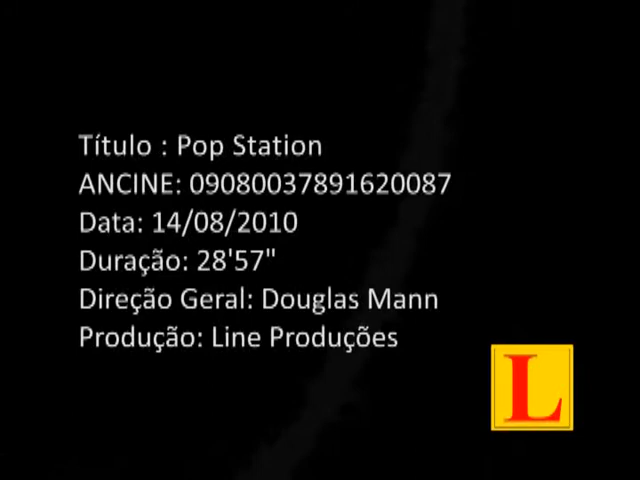 Título : Pop Station
ANCINE: 09080037891620087
Data: 14/08/2010
Duração: 28'57"
Direção Geral: Douglas Mann
Produção: Line Produções
L